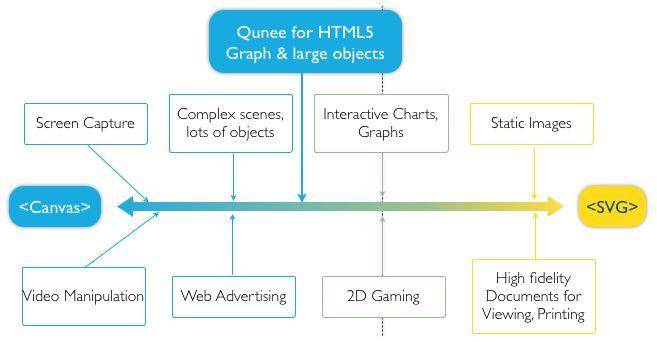 Qunee for HTML5
Graph & large objects
Screen Capture
Complex scenes,
lots of objects
Interactive Charts,
Graphs
Static Images
<Canvas>
<SVG>
Video Manipulation
Web Advertising
2D Gaming
High fidelity
Documents for
Viewing, Printing